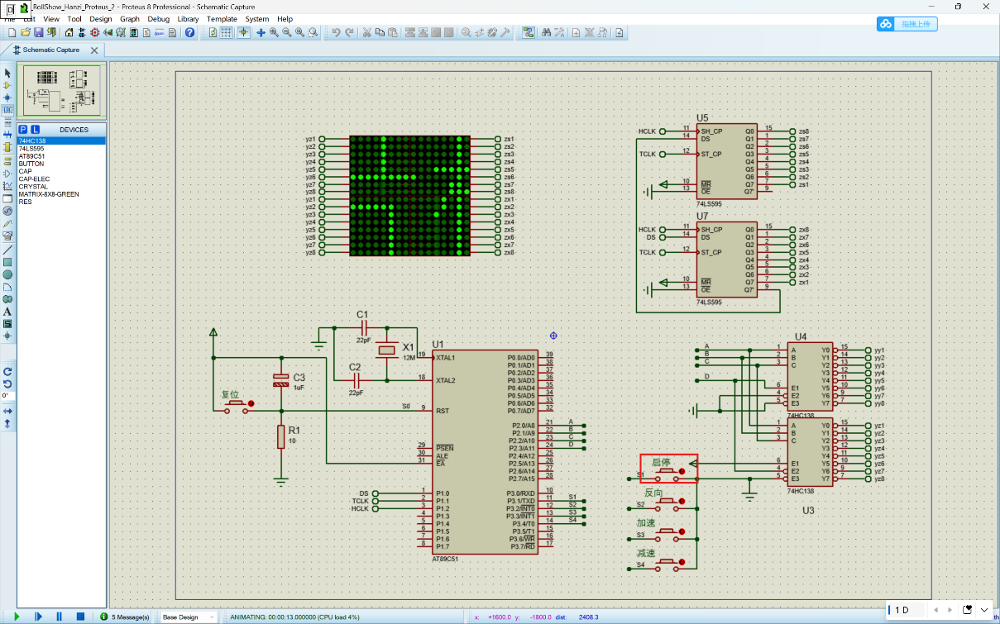 _RollShow_Hanzi_Proteus_2 - Proteus 8 Professional - Schematic Capture
File Edit View Tool Design Graph Debug Library Template System Help
拖拽上传
Schematic Capture
P L DEVICES
74HC138
74LS595
AT89C51
BUTTON
CAP
CAP-ELEC
CRYSTAL
MATRIX-8X8-GREEN
RES
0°
yz1 zs1
yz2 zs2
yz3 zs3
yz4 zs4
yz5 zs5
yz6 zs6
yz7 zs7
yz8 zs8
yz1 zx1
yz2 zx2
yz3 zx3
yz4 zx4
yz5 zx5
yz6 zx6
yz7 zx7
yz8 zx8
U5
HCLK 11 SH_CP Q0 15 zs8
14 DS Q1 1 zs7
Q2 2 zs6
TCLK 12 ST_CP Q3 3 zs5
Q4 4 zs4
Q5 5 zs3
Q6 6 zs2
10 MR Q7 7 zs1
13 OE Q7' 9
74LS595
U7
HCLK 11 SH_CP Q0 15 zx8
DS 14 DS Q1 1 zx7
Q2 2 zx6
TCLK 12 ST_CP Q3 3 zx5
Q4 4 zx4
Q5 5 zx3
Q6 6 zx2
10 MR Q7 7 zx1
13 OE Q7' 9
74LS595
C1
22pF
X1
12M
C2
22pF
C3
1uF
复位
S0
R1
10
U1
19 XTAL1
18 XTAL2
9 RST
29 PSEN
30 ALE
31 EA
DS 1 P1.0
TCLK 2 P1.1
HCLK 3 P1.2
4 P1.3
5 P1.4
6 P1.5
7 P1.6
8 P1.7
P0.0/AD0 39
P0.1/AD1 38
P0.2/AD2 37
P0.3/AD3 36
P0.4/AD4 35
P0.5/AD5 34
P0.6/AD6 33
P0.7/AD7 32
P2.0/A8 21 A
P2.1/A9 22 B
P2.2/A10 23 C
P2.3/A11 24 D
P2.4/A12 25
P2.5/A13 26
P2.6/A14 27
P2.7/A15 28
P3.0/RXD 10
P3.1/TXD 11 S1
P3.2/INT0 12 S2
P3.3/INT1 13 S3
P3.4/T0 14 S4
P3.5/T1 15
P3.6/WR 16
P3.7/RD 17
AT89C51
U4
A 1 A Y0 15 yy1
B 2 B Y1 14 yy2
C 3 C Y2 13 yy3
Y3 12 yy4
D Y4 11 yy5
6 E1 Y5 10 yy6
4 E2 Y6 9 yy7
5 E3 Y7 7 yy8
74HC138
1 A Y0 15 yz1
2 B Y1 14 yz2
3 C Y2 13 yz3
Y3 12 yz4
Y4 11 yz5
6 E1 Y5 10 yz6
4 E2 Y6 9 yz7
5 E3 Y7 7 yz8
74HC138
U3
启停
S1
反向
S2
加速
S3
减速
S4
5 Message(s) Base Design ANIMATING: 00:00:13.000000 (CPU load 4%) x: +1600.0 y: -1800.0 dist: 2408.3 th
1 D